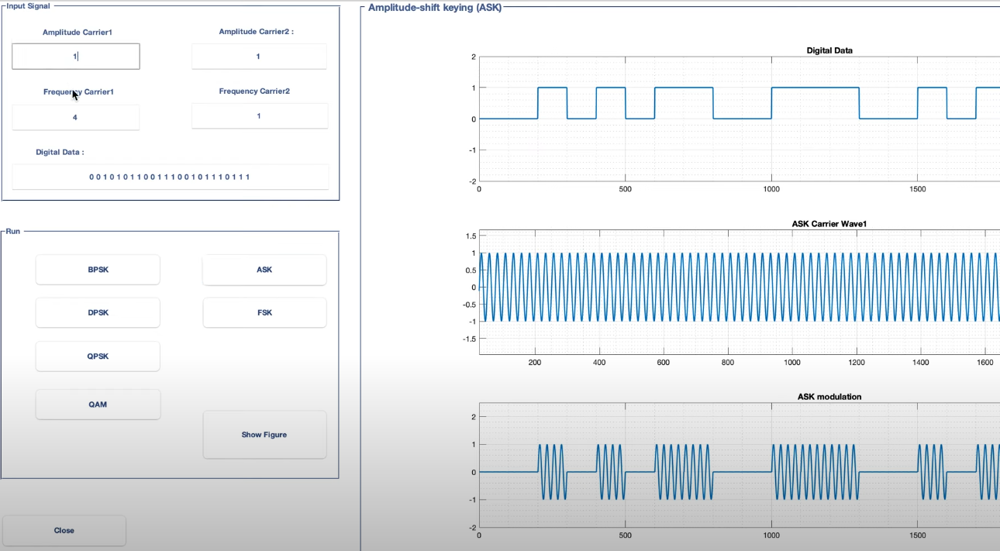 Input Signal
Amplitude Carrier1
Amplitude Carrier2 :
1
1
Frequency Carrier1
Frequency Carrier2
4
1
Digital Data :
0 0 1 0 1 0 1 1 0 0 1 1 1 0 0 1 0 1 1 1 0 1 1 1
Run
BPSK
ASK
DPSK
FSK
QPSK
QAM
Show Figure
Close
Amplitude-shift keying (ASK)
Digital Data
2
1
0
-1
-2
0 500 1000 1500
ASK Carrier Wave1
1.5
1
0.5
0
-0.5
-1
-1.5
200 400 600 800 1000 1200 1400 1600
ASK modulation
2
1
0
-1
-2
0 500 1000 1500